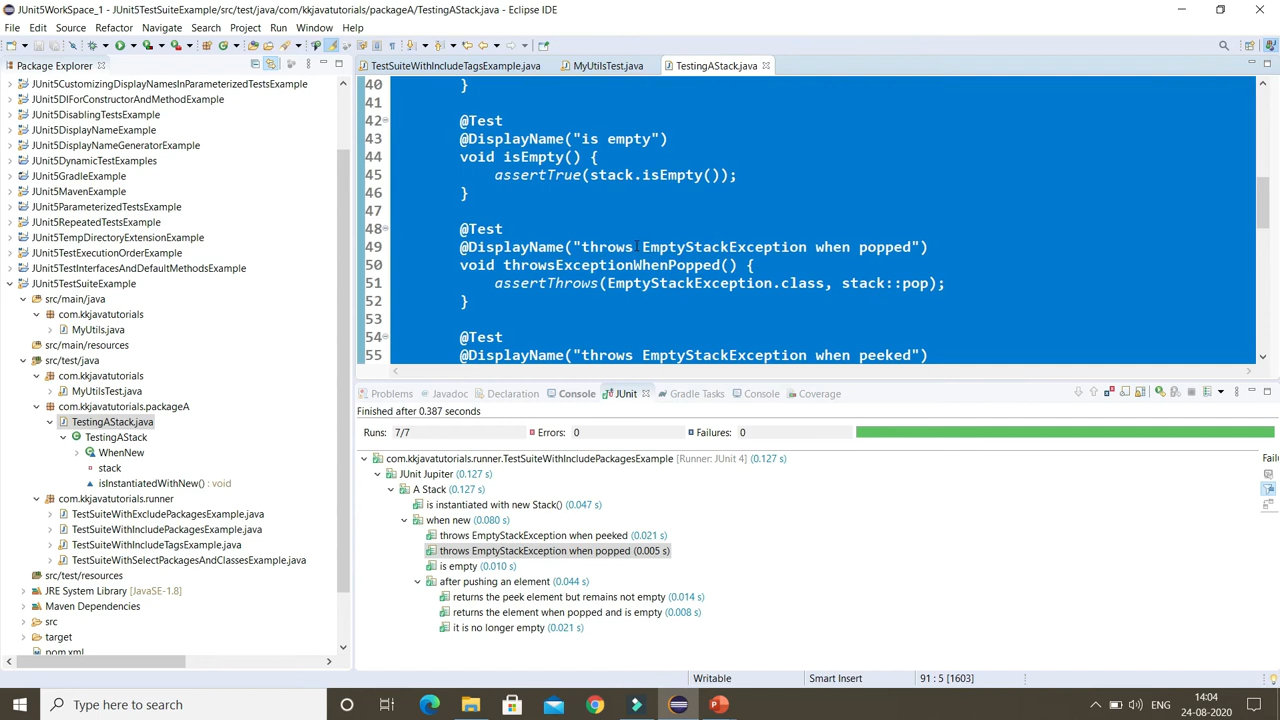 JUnit5WorkSpace_1 - JUnit5TestSuiteExample/src/test/java/com/kkjavatutorials/packageA/TestingAStack.java - Eclipse IDE
File Edit Source Refactor Navigate Search Project Run Window Help
Package Explorer
JUnit5CustomizingDisplayNamesInParameterizedTestsExample
JUnit5DIForConstructorAndMethodExample
JUnit5DisablingTestsExample
JUnit5DisplayNameExample
JUnit5DisplayNameGeneratorExample
JUnit5DynamicTestExamples
JUnit5GradleExample
JUnit5MavenExample
JUnit5ParameterizedTestsExample
JUnit5RepeatedTestsExample
JUnit5TempDirectoryExtensionExample
JUnit5TestExecutionOrderExample
JUnit5TestInterfacesAndDefaultMethodsExample
JUnit5TestSuiteExample
src/main/java
com.kkjavatutorials
MyUtils.java
src/main/resources
src/test/java
com.kkjavatutorials
MyUtilsTest.java
com.kkjavatutorials.packageA
TestingAStack.java
TestingAStack
WhenNew
stack
isInstantiatedWithNew() : void
com.kkjavatutorials.runner
TestSuiteWithExcludePackagesExample.java
TestSuiteWithIncludePackagesExample.java
TestSuiteWithIncludeTagsExample.java
TestSuiteWithSelectPackagesAndClassesExample.java
src/test/resources
JRE System Library [JavaSE-1.8]
Maven Dependencies
src
target
pom.xml
TestSuiteWithIncludeTagsExample.java MyUtilsTest.java TestingAStack.java
40 }
41
42 @Test
43 @DisplayName("is empty")
44 void isEmpty() {
45 assertTrue(stack.isEmpty());
46 }
47
48 @Test
49 @DisplayName("throws EmptyStackException when popped")
50 void throwsExceptionWhenPopped() {
51 assertThrows(EmptyStackException.class, stack::pop);
52 }
53
54 @Test
55 @DisplayName("throws EmptyStackException when peeked")
Problems Javadoc Declaration Console JUnit Gradle Tasks Console Coverage
Finished after 0.387 seconds
Runs: 7/7 Errors: 0 Failures: 0
com.kkjavatutorials.runner.TestSuiteWithIncludePackagesExample [Runner: JUnit 4] (0.127 s)
JUnit Jupiter (0.127 s)
A Stack (0.127 s)
is instantiated with new Stack() (0.047 s)
when new (0.080 s)
throws EmptyStackException when peeked (0.021 s)
throws EmptyStackException when popped (0.005 s)
is empty (0.010 s)
after pushing an element (0.044 s)
returns the peek element but remains not empty (0.014 s)
returns the element when popped and is empty (0.008 s)
it is no longer empty (0.021 s)
Fail
Writable Smart Insert 91 : 5 [1603]
Type here to search
ENG
14:04
24-08-2020